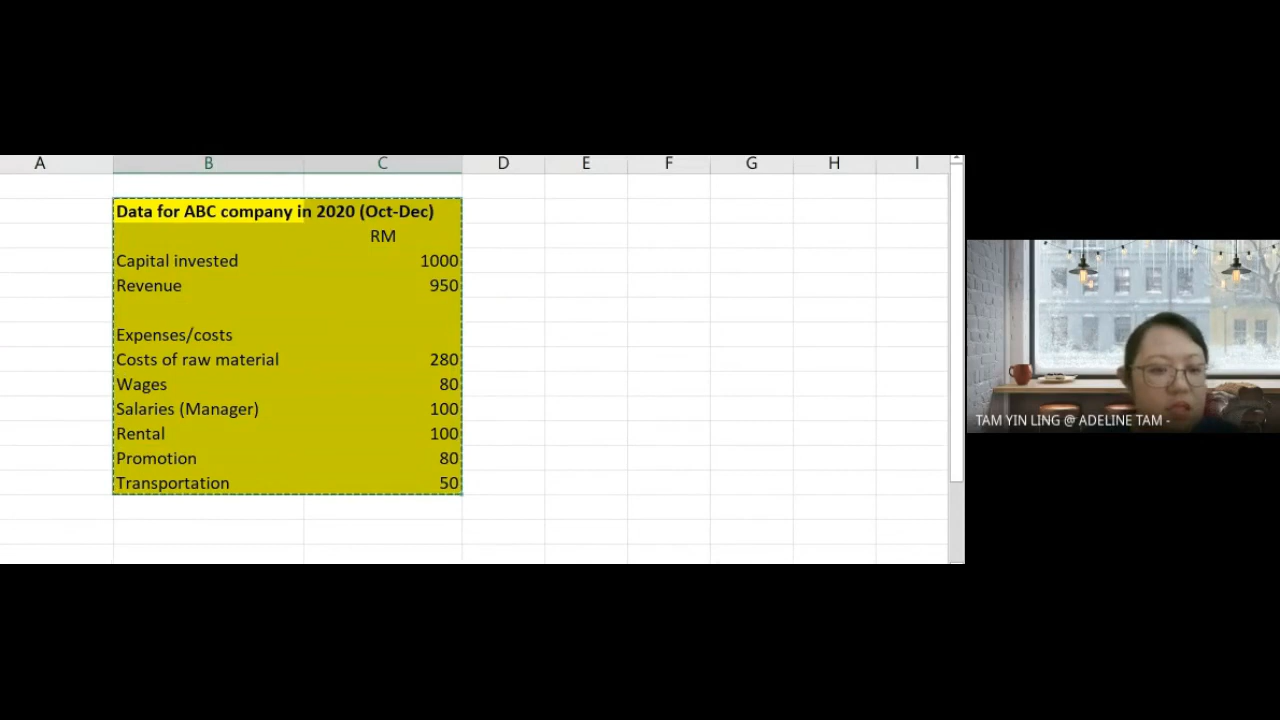 A B C D E F G H I
Data for ABC company in 2020 (Oct-Dec)
RM
Capital invested 1000
Revenue 950
Expenses/costs
Costs of raw material 280
Wages 80
Salaries (Manager) 100
Rental 100
Promotion 80
Transportation 50
TAM YIN LING @ ADELINE TAM -